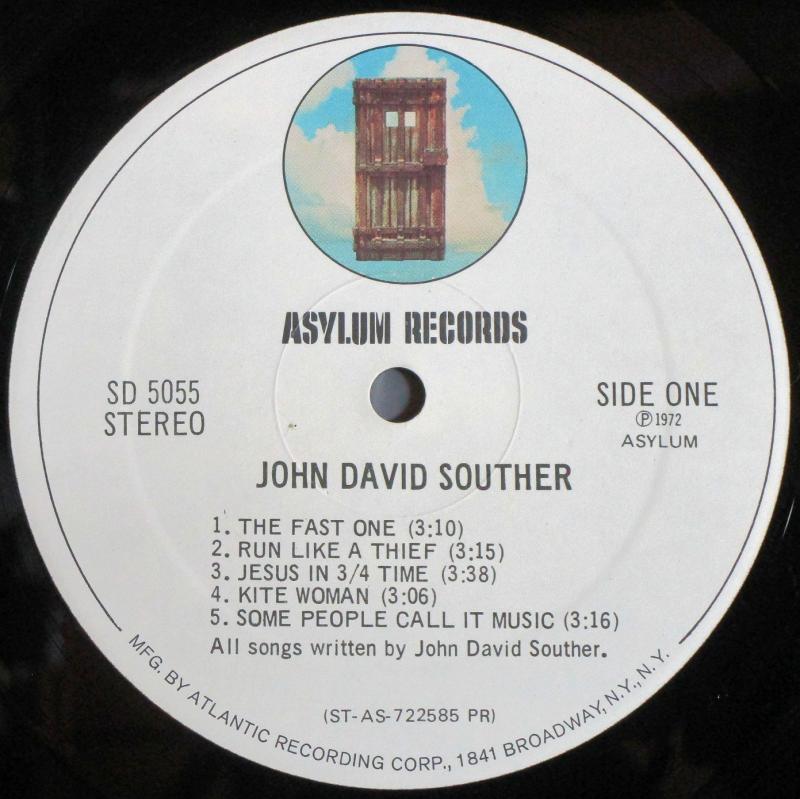 ASYLUM RECORDS
SD 5055
STEREO
SIDE ONE
Ⓟ 1972
ASYLUM
JOHN DAVID SOUTHER
1. THE FAST ONE (3:10)
2. RUN LIKE A THIEF (3:15)
3. JESUS IN 3/4 TIME (3:38)
4. KITE WOMAN (3:06)
5. SOME PEOPLE CALL IT MUSIC (3:16)
All songs written by John David Souther.
(ST-AS-722585 PR)
MFG. BY ATLANTIC RECORDING CORP., 1841 BROADWAY, N.Y., N.Y.